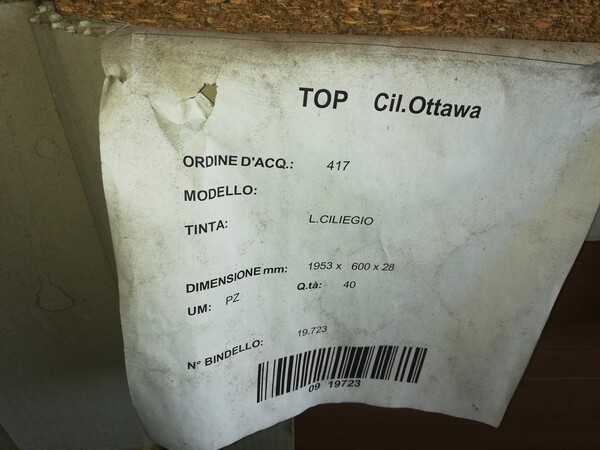 TOP Cil.Ottawa
ORDINE D'ACQ.: 417
MODELLO:
TINTA: L.CILIEGIO
DIMENSIONE mm: 1953 x 600 x 28
UM: PZ Q.tà: 40
N° BINDELLO: 19.723
09 19723